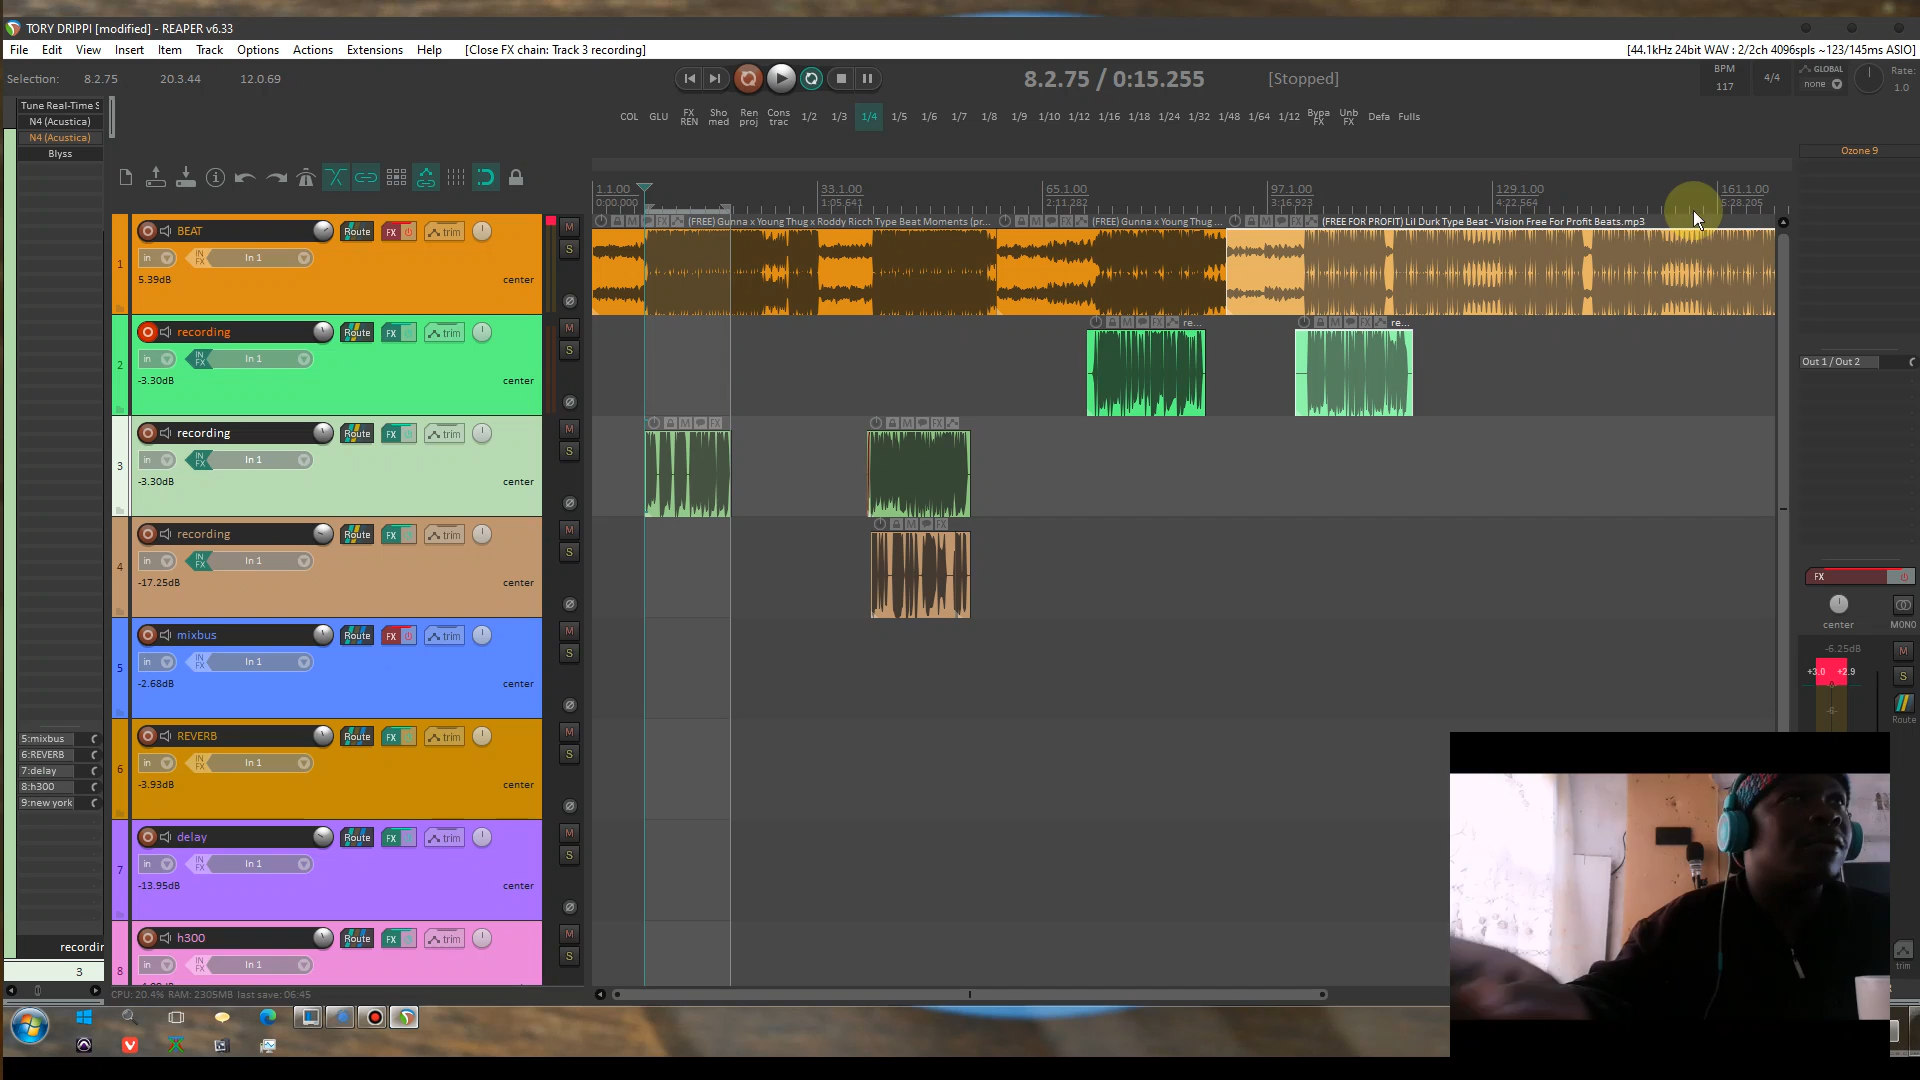 TORY DRIPPI [modified] - REAPER v6.33
File Edit View Insert Item Track Options Actions Extensions Help [Close FX chain: Track 3 recording]
[44.1kHz 24bit WAV : 2/2ch 4096spls ~123/145ms ASIO]
Selection: 8.2.75 20.3.44 12.0.69
8.2.75 / 0:15.255 [Stopped]
BPM 117 4/4 GLOBAL none Rate: 1.0
Tune Real-Time S
N4 (Acustica)
N4 (Acustica)
Blyss
COL GLU FX REN Sho med Ren proj Cons trac 1/2 1/3 1/4 1/5 1/6 1/7 1/8 1/9 1/10 1/12 1/16 1/18 1/24 1/32 1/48 1/64 1/12 Bypa FX Unb FX Defa Fulls
Ozone 9
1.1.00 33.1.00 65.1.00 97.1.00 129.1.00 161.1.00
0:00.000 1:05.641 2:11.282 3:16.923 4:22.564 5:28.205
(FREE) Gunna x Young Thug x Roddy Ricch Type Beat Moments (pr...
(FREE) Gunna x Young Thug ...
(FREE FOR PROFIT) Lil Durk Type Beat - Vision Free For Profit Beats.mp3
1 BEAT Route FX trim M S
in IN FX In 1
5.39dB center
2 recording Route FX trim M S
in IN FX In 1
-3.30dB center
re... re...
3 recording Route FX trim M S
in IN FX In 1
-3.30dB center
4 recording Route FX trim M S
in IN FX In 1
-17.25dB center
5 mixbus Route FX trim M S
in IN FX In 1
-2.68dB center
6 REVERB Route FX trim M S
in IN FX In 1
-3.93dB center
7 delay Route FX trim M S
in IN FX In 1
-13.95dB center
8 h300 Route FX trim M S
in IN FX In 1
5:mixbus
6:REVERB
7:delay
8:h300
9:new york
recordin
3
CPU: 20.4% RAM: 2305MB last save: 06:45
Out 1 / Out 2
FX
center MONO
-6.25dB M
+3.0 +2.9 S
-6- Route
trim